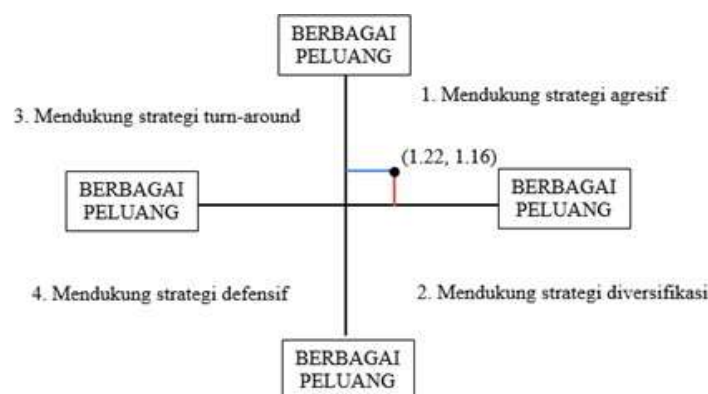 BERBAGAI
PELUANG
1. Mendukung strategi agresif
3. Mendukung strategi turn-around
(1.22, 1.16)
BERBAGAI
PELUANG
BERBAGAI
PELUANG
4. Mendukung strategi defensif
2. Mendukung strategi diversifikasi
BERBAGAI
PELUANG